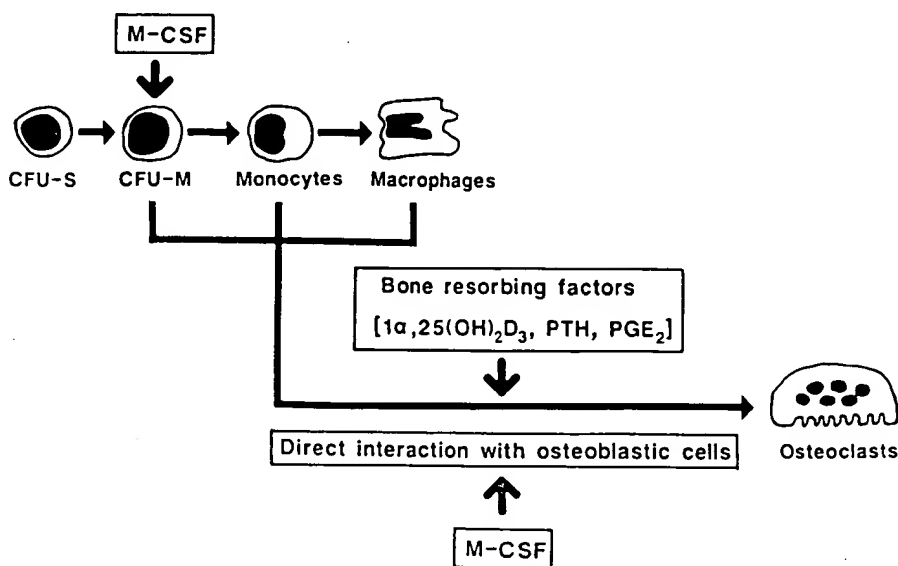 M-CSF
CFU-S CFU-M Monocytes Macrophages
Bone resorbing factors
[1α,25(OH)₂D₃, PTH, PGE₂]
Direct interaction with osteoblastic cells
Osteoclasts
M-CSF